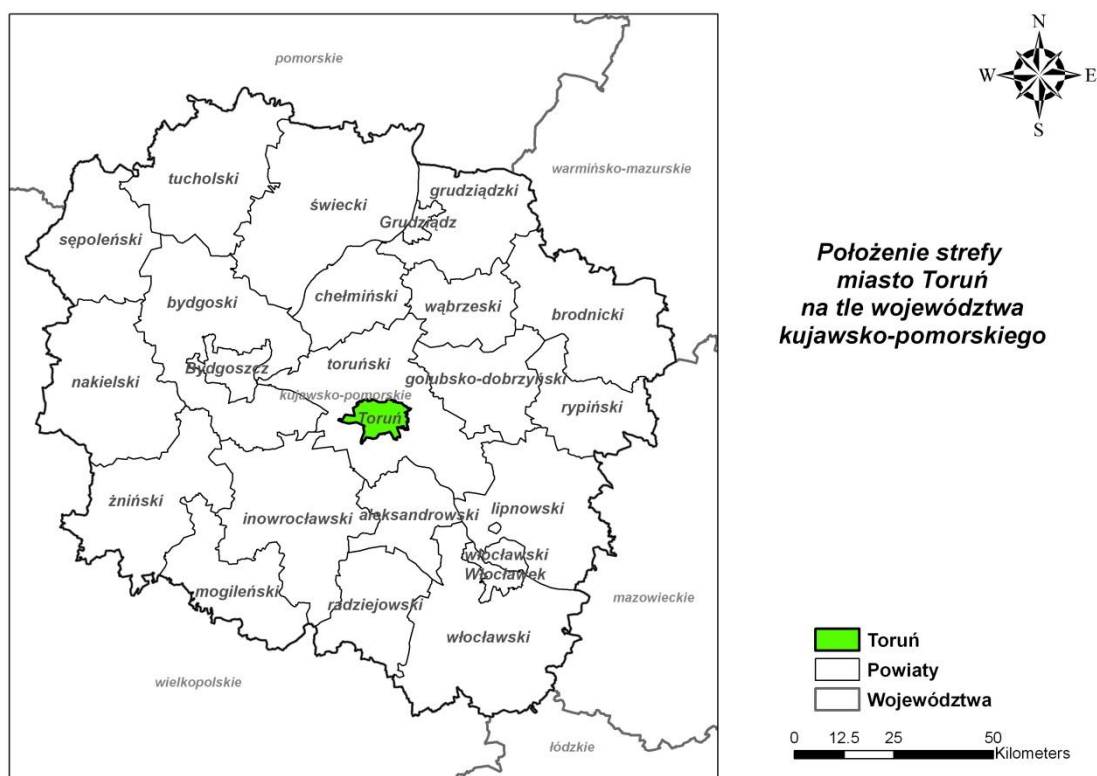 pomorskie
N
W
E
S
warmińsko-mazurskie
tucholski
grudziądzki
świecki
Grudziądz
sępoleński
Położenie strefy
miasto Toruń
na tle województwa
kujawsko-pomorskiego
bydgoski
chełmiński
wąbrzeski
brodnicki
Bydgoszcz
toruński
nakielski
golubsko-dobrzyński
kujawsko-pomorskie
rypiński
Toruń
żniński
inowrocławski
aleksandrowski
lipnowski
włocławski
Włocławek
mogileński
radziejowski
mazowieckie
włocławski
wielkopolskie
łódzkie
Toruń
Powiaty
Województwa
0 12.5 25 50
Kilometers